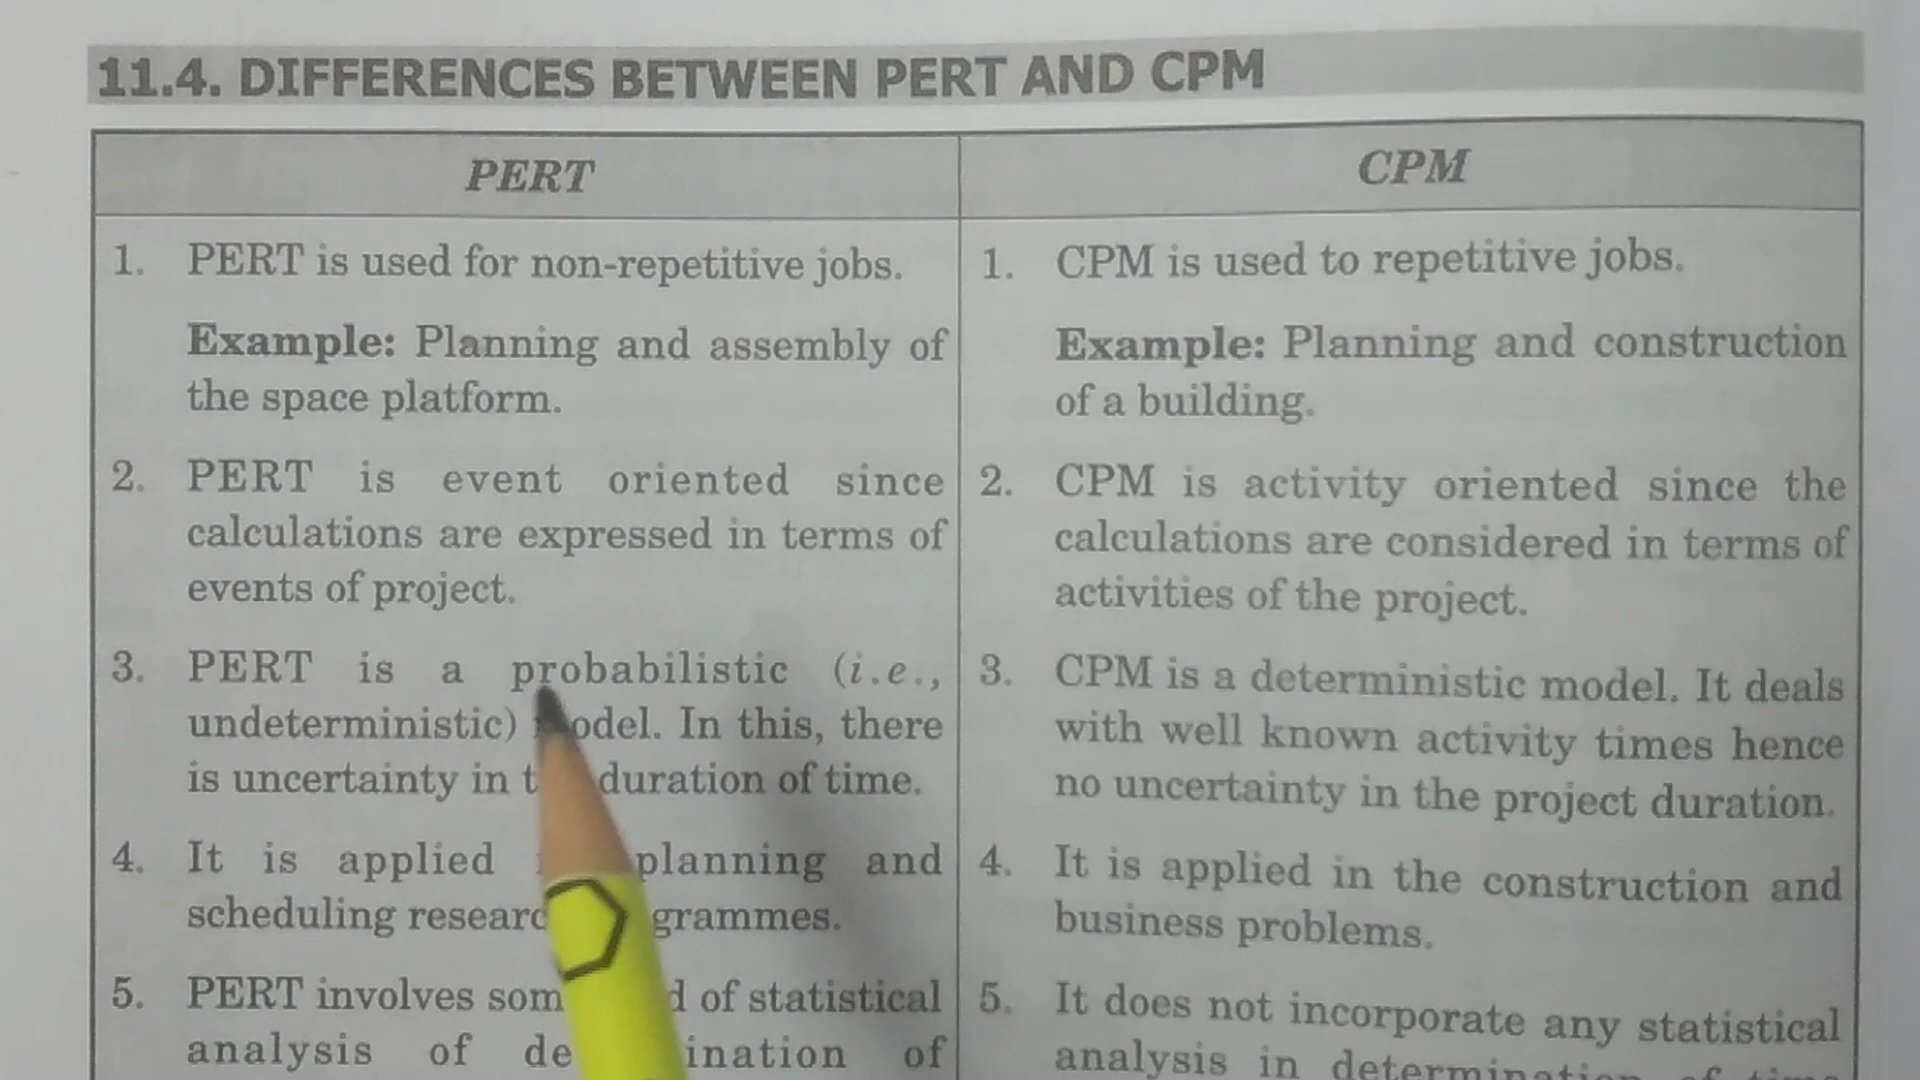 11.4. DIFFERENCES BETWEEN PERT AND CPM
PERT
1. PERT is used for non-repetitive jobs.
Example: Planning and assembly of
the space platform.
2. PERT is event oriented since
calculations are expressed in terms of
events of project.
3. PERT is a probabilistic (i.e.,
undeterministic) odel. In this, there
is uncertainty in t duration of time.
4. It is applied planning and
scheduling researc grammes.
5. PERT involves som d of statistical
analysis of de ination of
CPM
1. CPM is used to repetitive jobs.
Example: Planning and construction
of a building.
2. CPM is activity oriented since the
calculations are considered in terms of
activities of the project.
3. CPM is a deterministic model. It deals
with well known activity times hence
no uncertainty in the project duration.
4. It is applied in the construction and
business problems.
5. It does not incorporate any statistical
analysis in determination of time